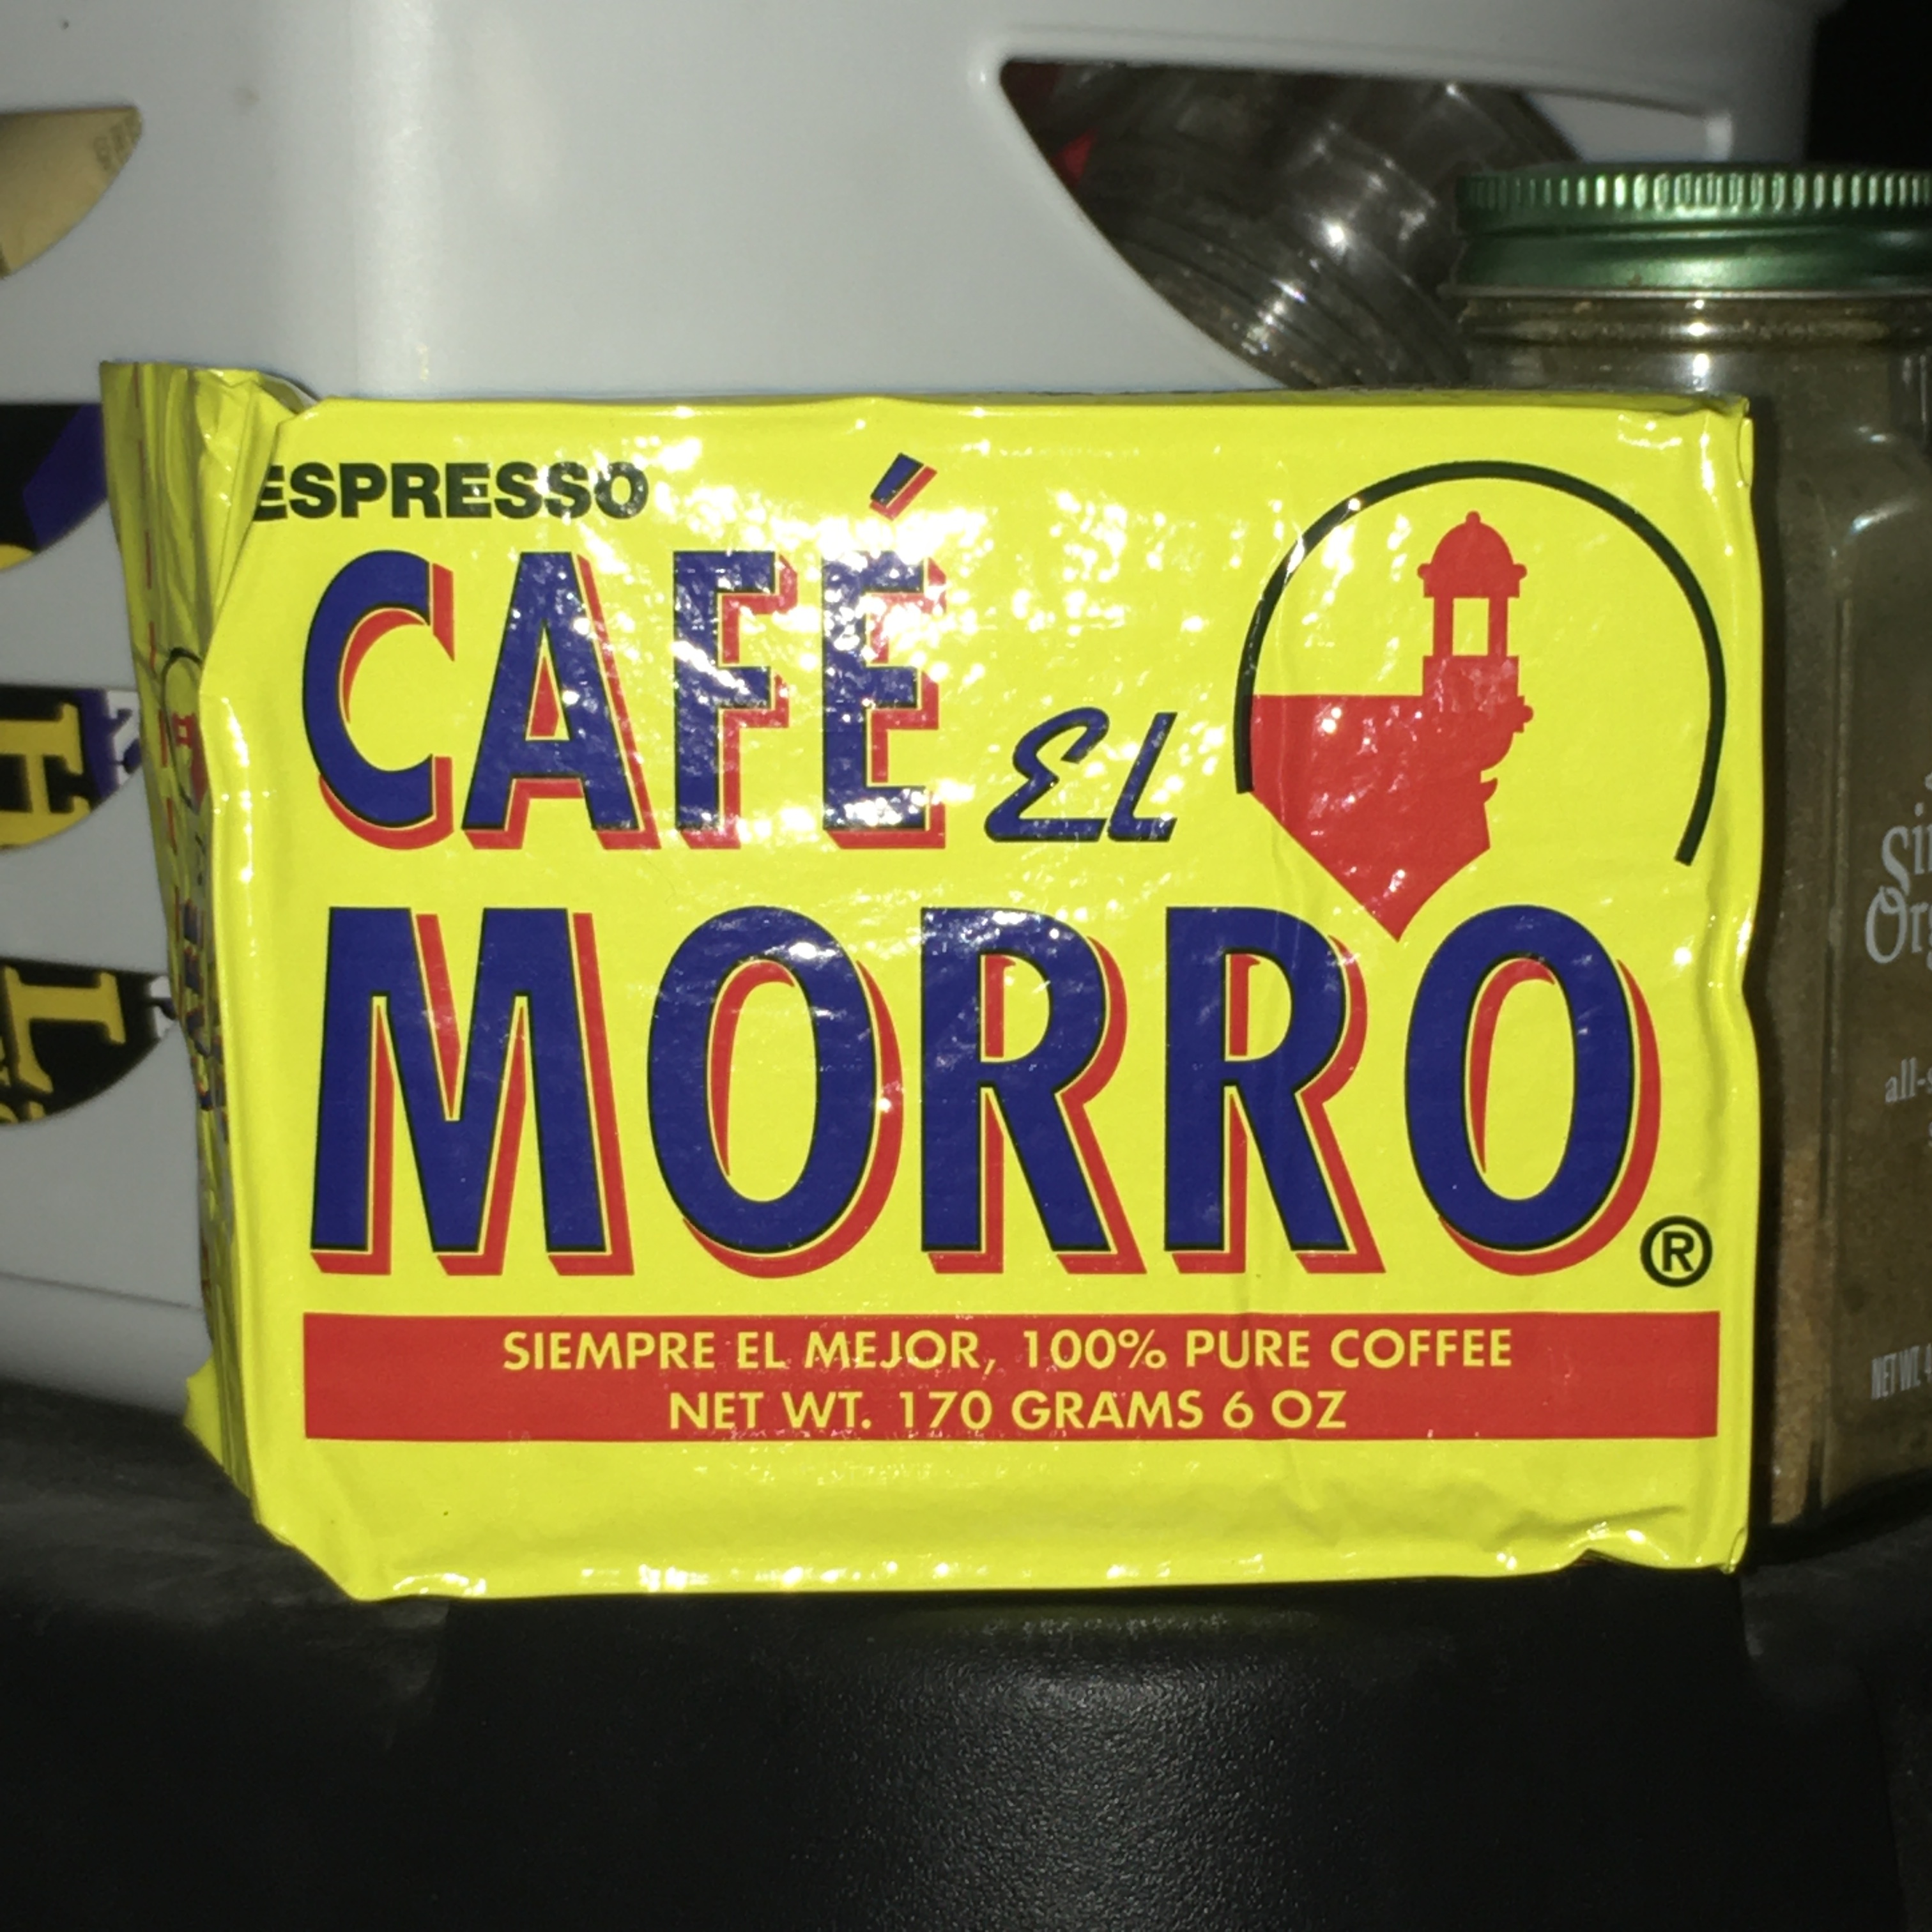 ESPRESSO
CAFÉ EL
MORRO®
SIEMPRE EL MEJOR, 100% PURE COFFEE
NET WT. 170 GRAMS 6 OZ